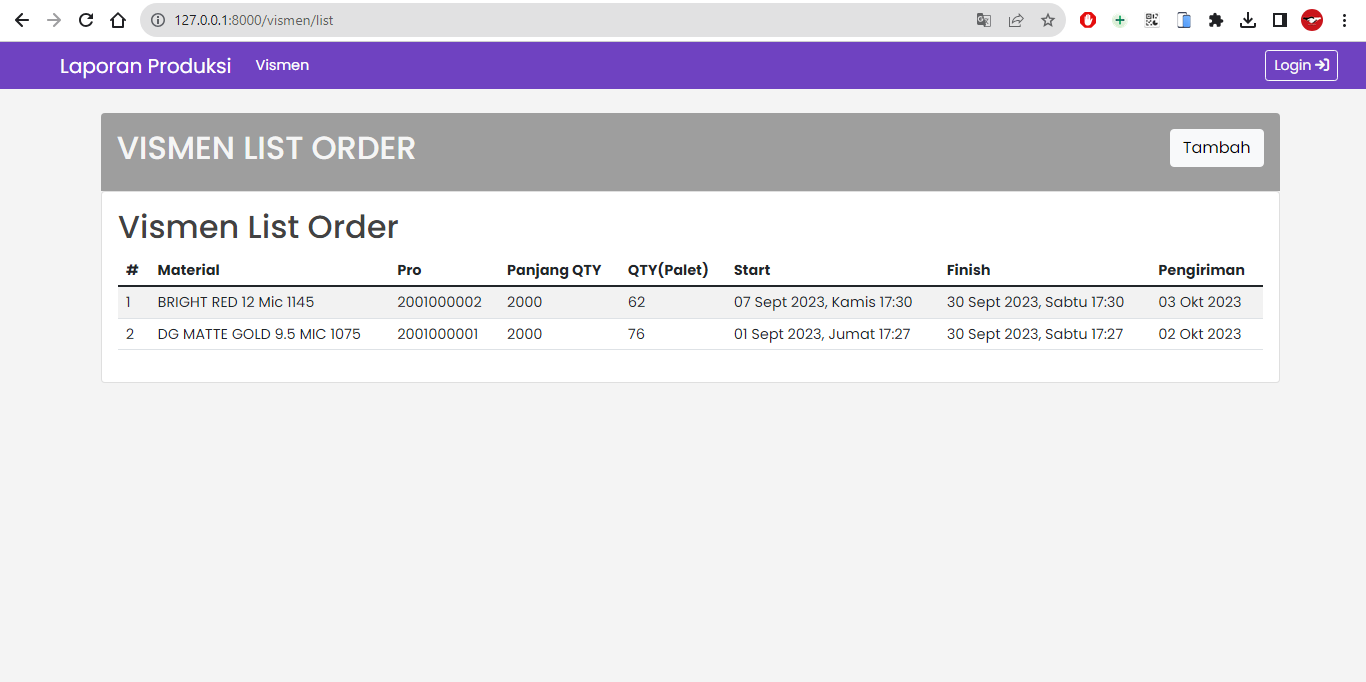 127.0.0.1:8000/vismen/list
Laporan Produksi Vismen Login
VISMEN LIST ORDER Tambah
Vismen List Order
# Material Pro Panjang QTY QTY(Palet) Start Finish Pengiriman
1 BRIGHT RED 12 Mic 1145 2001000002 2000 62 07 Sept 2023, Kamis 17:30 30 Sept 2023, Sabtu 17:30 03 Okt 2023
2 DG MATTE GOLD 9.5 MIC 1075 2001000001 2000 76 01 Sept 2023, Jumat 17:27 30 Sept 2023, Sabtu 17:27 02 Okt 2023